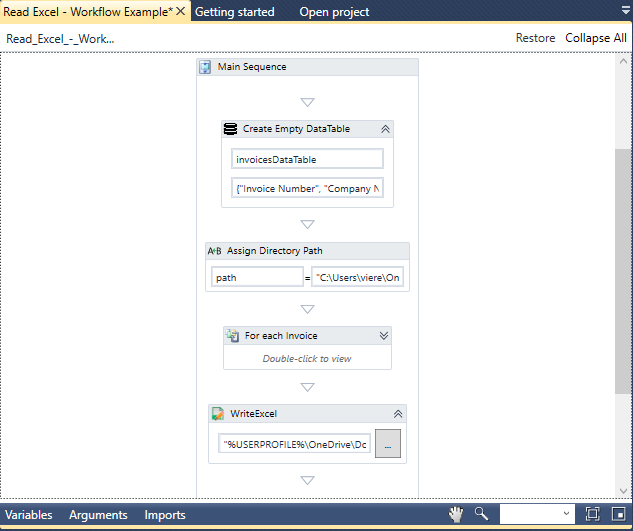 Read Excel - Workflow Example* Getting started Open project
Read_Excel_-_Work... Restore Collapse All
Main Sequence
Create Empty DataTable
invoicesDataTable
{"Invoice Number", "Company N
A+B Assign Directory Path
path = "C:\Users\viere\On
For each Invoice
Double-click to view
WriteExcel
"%USERPROFILE%\OneDrive\Dc ...
Variables Arguments Imports